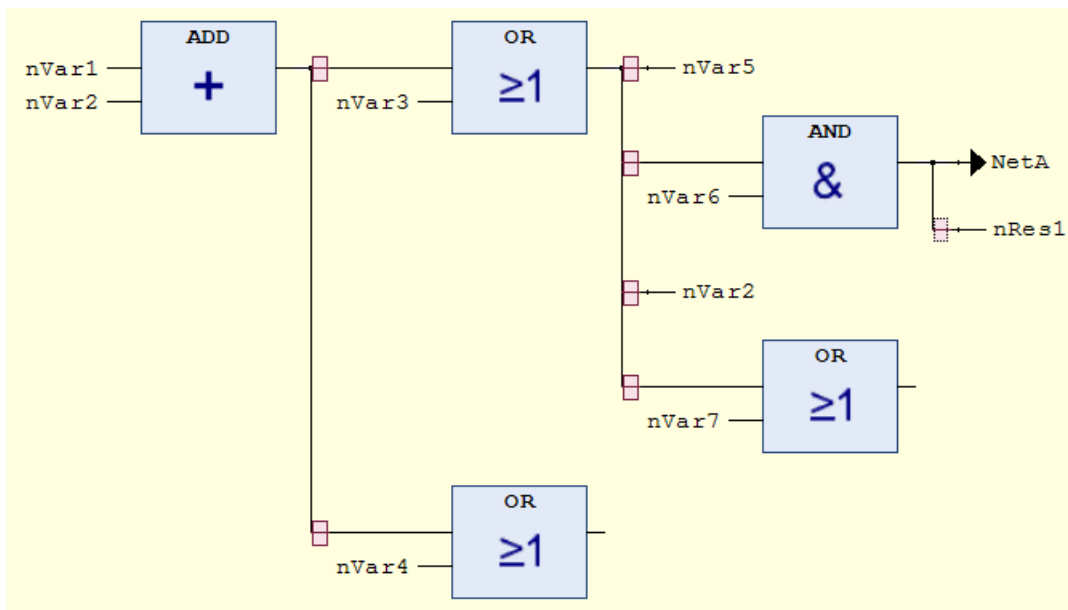 ADD
nVar1
+
nVar2
OR
≥1
nVar3
nVar5
AND
&
nVar6
NetA
nRes1
nVar2
OR
≥1
nVar7
OR
≥1
nVar4